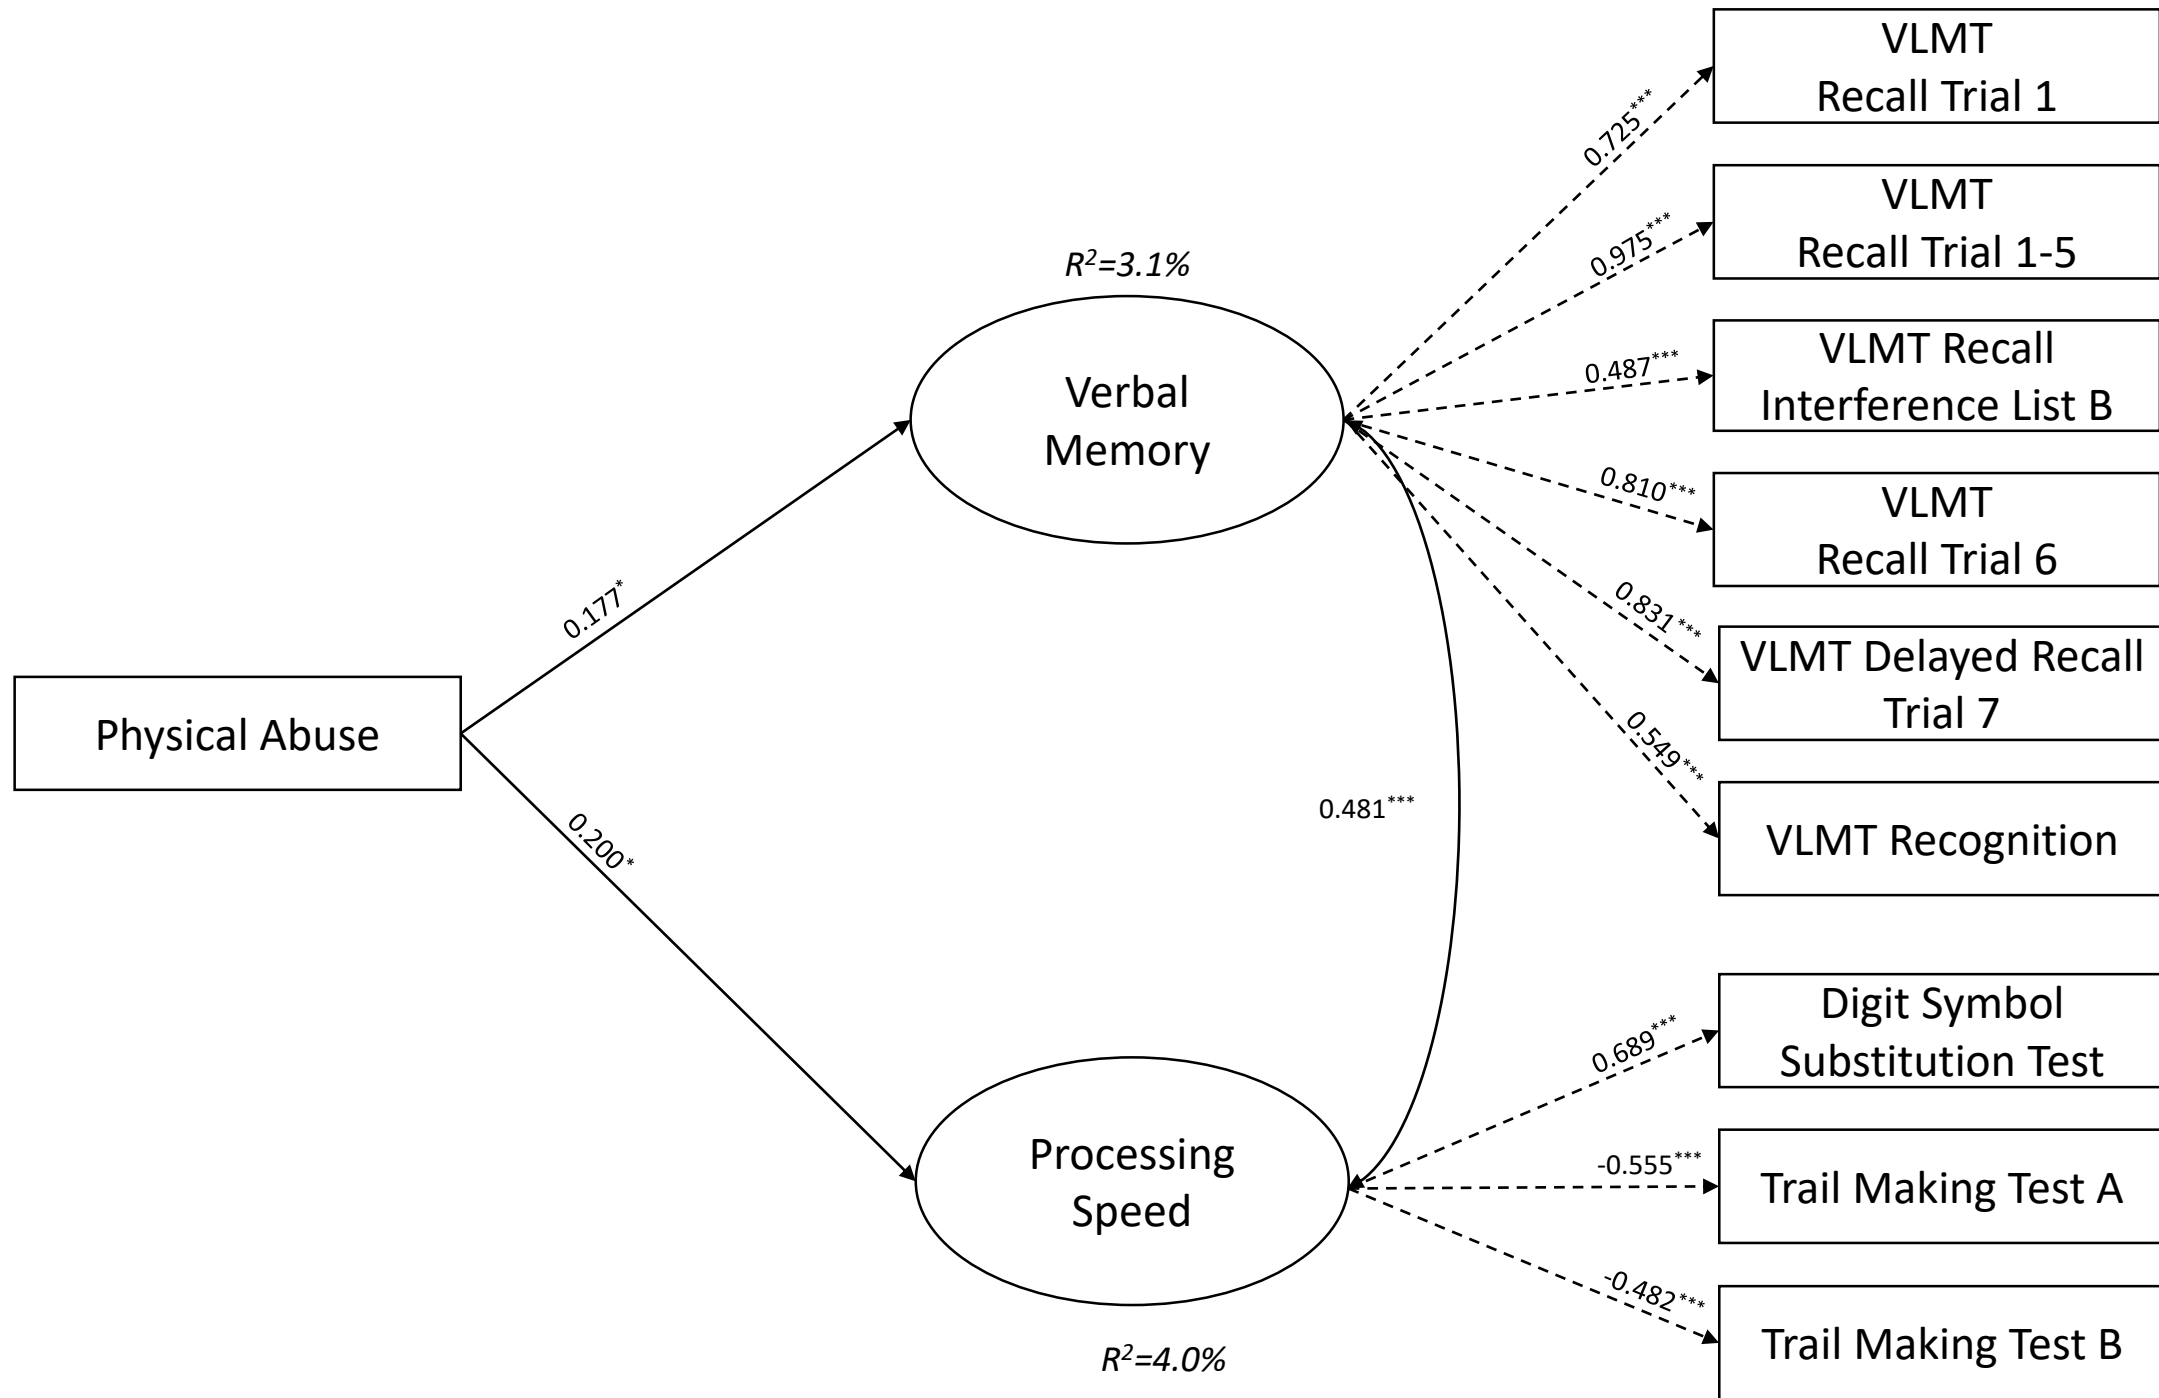 VLMT
Recall Trial 1
0.725***
VLMT
Recall Trial 1-5
0.975***
R²=3.1%
VLMT Recall
Interference List B
0.487***
Verbal
Memory
VLMT
Recall Trial 6
0.810***
0.177*
0.831***
VLMT Delayed Recall
Trial 7
Physical Abuse
0.549***
0.481***
VLMT Recognition
0.200*
Digit Symbol
Substitution Test
0.689***
Processing
Speed
-0.555***
Trail Making Test A
-0.482***
Trail Making Test B
R²=4.0%